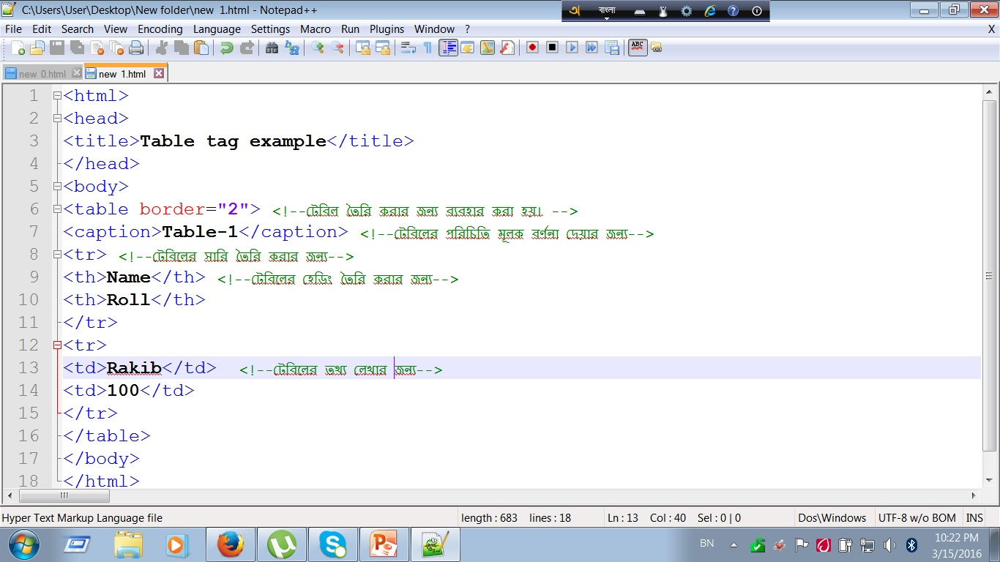 C:\Users\User\Desktop\New folder\new  1.html - Notepad++
বাংলা
File Edit Search View Encoding Language Settings Macro Run Plugins Window ? X
ABC
new  0.html new  1.html
1 <html>
2 <head>
3 <title>Table tag example</title>
4 </head>
5 <body>
6 <table border="2"> <!--টেবিল তৈরি করার জন্য ব্যবহার করা হয়। -->
7 <caption>Table-1</caption> <!--টেবিলের পরিচিতি মূলক বর্ণনা দেয়ার জন্য-->
8 <tr> <!--টেবিলের সারি তৈরি করার জন্য-->
9 <th>Name</th> <!--টেবিলের হেডিং তৈরি করার জন্য-->
10 <th>Roll</th>
11 </tr>
12 <tr>
13 <td>Rakib</td>  <!--টেবিলের তথ্য লেখার জন্য-->
14 <td>100</td>
15 </tr>
16 </table>
17 </body>
18 </html>
Hyper Text Markup Language file length : 683 lines : 18 Ln : 13 Col : 40 Sel : 0 | 0 Dos\Windows UTF-8 w/o BOM INS
BN 10:22 PM
3/15/2016